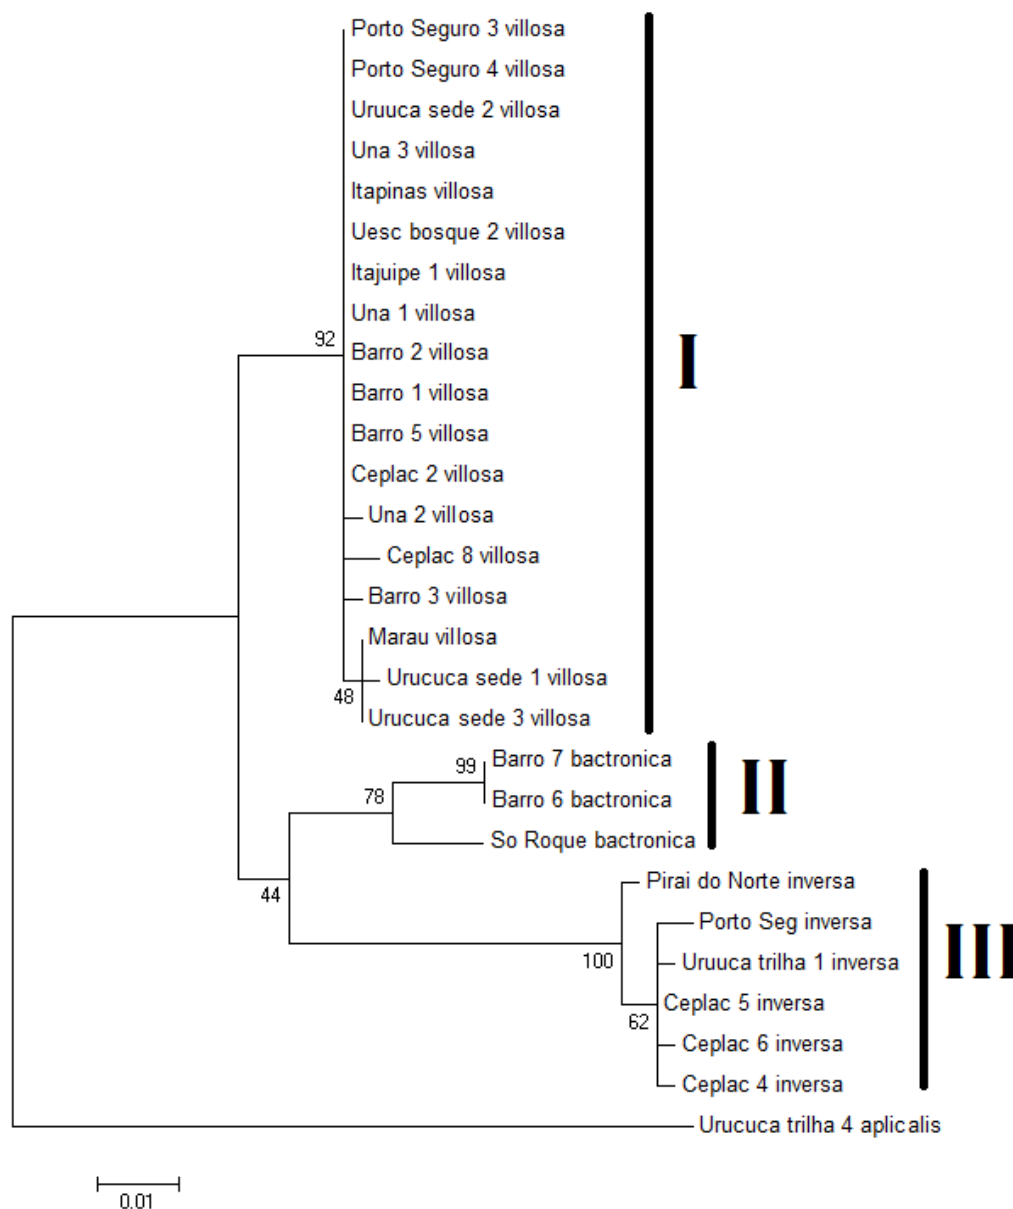 Porto Seguro 3 villosa
Porto Seguro 4 villosa
Uruuca sede 2 villosa
Una 3 villosa
Itapinas villosa
Uesc bosque 2 villosa
Itajuipe 1 villosa
Una 1 villosa
92
Barro 2 villosa
I
Barro 1 villosa
Barro 5 villosa
Ceplac 2 villosa
Una 2 villosa
Ceplac 8 villosa
Barro 3 villosa
Marau villosa
Urucuca sede 1 villosa
48
Urucuca sede 3 villosa
Barro 7 bactronica
99
II
78
Barro 6 bactronica
So Roque bactronica
Pirai do Norte inversa
44
Porto Seg inversa
III
100
Uruuca trilha 1 inversa
Ceplac 5 inversa
62
Ceplac 6 inversa
Ceplac 4 inversa
Urucuca trilha 4 aplicalis
0.01